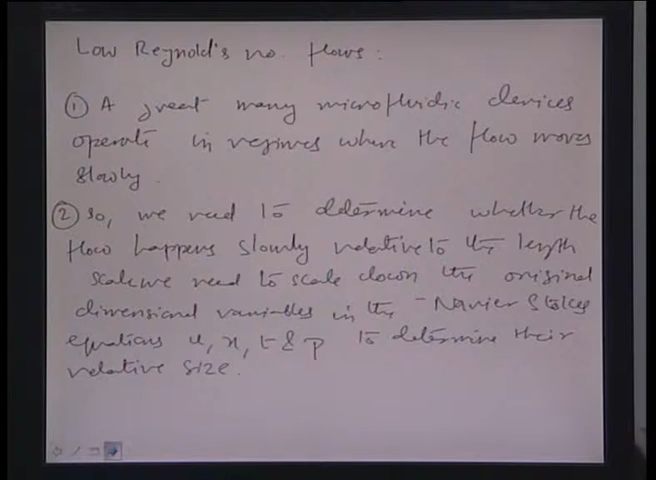 Low Reynold's no. flows :
① A great many microfluidic devices
operate in regimes where the flow moves
slowly.
② So, we need to determine whether the
flow happens slowly relative to the length
scale we need to scale down the original
dimensional variables in the Navier Stokes
equations u, x, t & p to determine their
relative size.